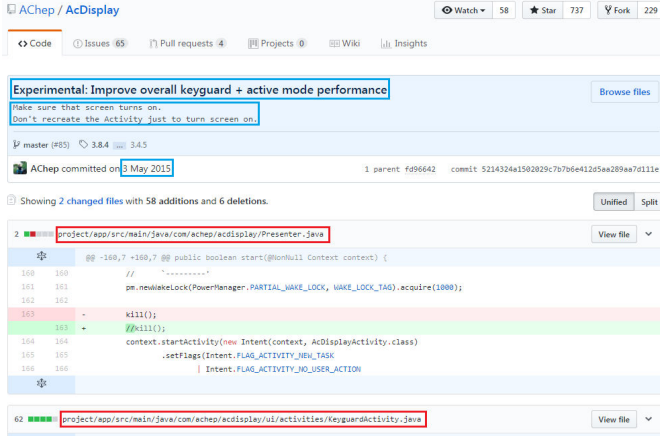 AChep / AcDisplay
Watch 58 Star 737 Fork 229
Code Issues 65 Pull requests 4 Projects 0 Wiki Insights
Experimental: Improve overall keyguard + active mode performance
Browse files
Make sure that screen turns on.
Don't recreate the Activity just to turn screen on.
master (#85) 3.8.4 ... 3.4.5
AChep committed on 3 May 2015
1 parent fd96642 commit 5214324a1502029c7b7b6e412d5aa289aa7d111e
Showing 2 changed files with 58 additions and 6 deletions.
Unified Split
2 project/app/src/main/java/com/achep/acdisplay/Presenter.java View file
@@ -160,7 +160,7 @@ public boolean start(@NonNull Context context) {
160 160 // `---------'
161 161 pm.newWakeLock(PowerManager.PARTIAL_WAKE_LOCK, WAKE_LOCK_TAG).acquire(1000);
162 162
163 - kill();
163 + //kill();
164 164 context.startActivity(new Intent(context, AcDisplayActivity.class)
165 165 .setFlags(Intent.FLAG_ACTIVITY_NEW_TASK
166 166 | Intent.FLAG_ACTIVITY_NO_USER_ACTION
62 project/app/src/main/java/com/achep/acdisplay/ui/activities/KeyguardActivity.java View file